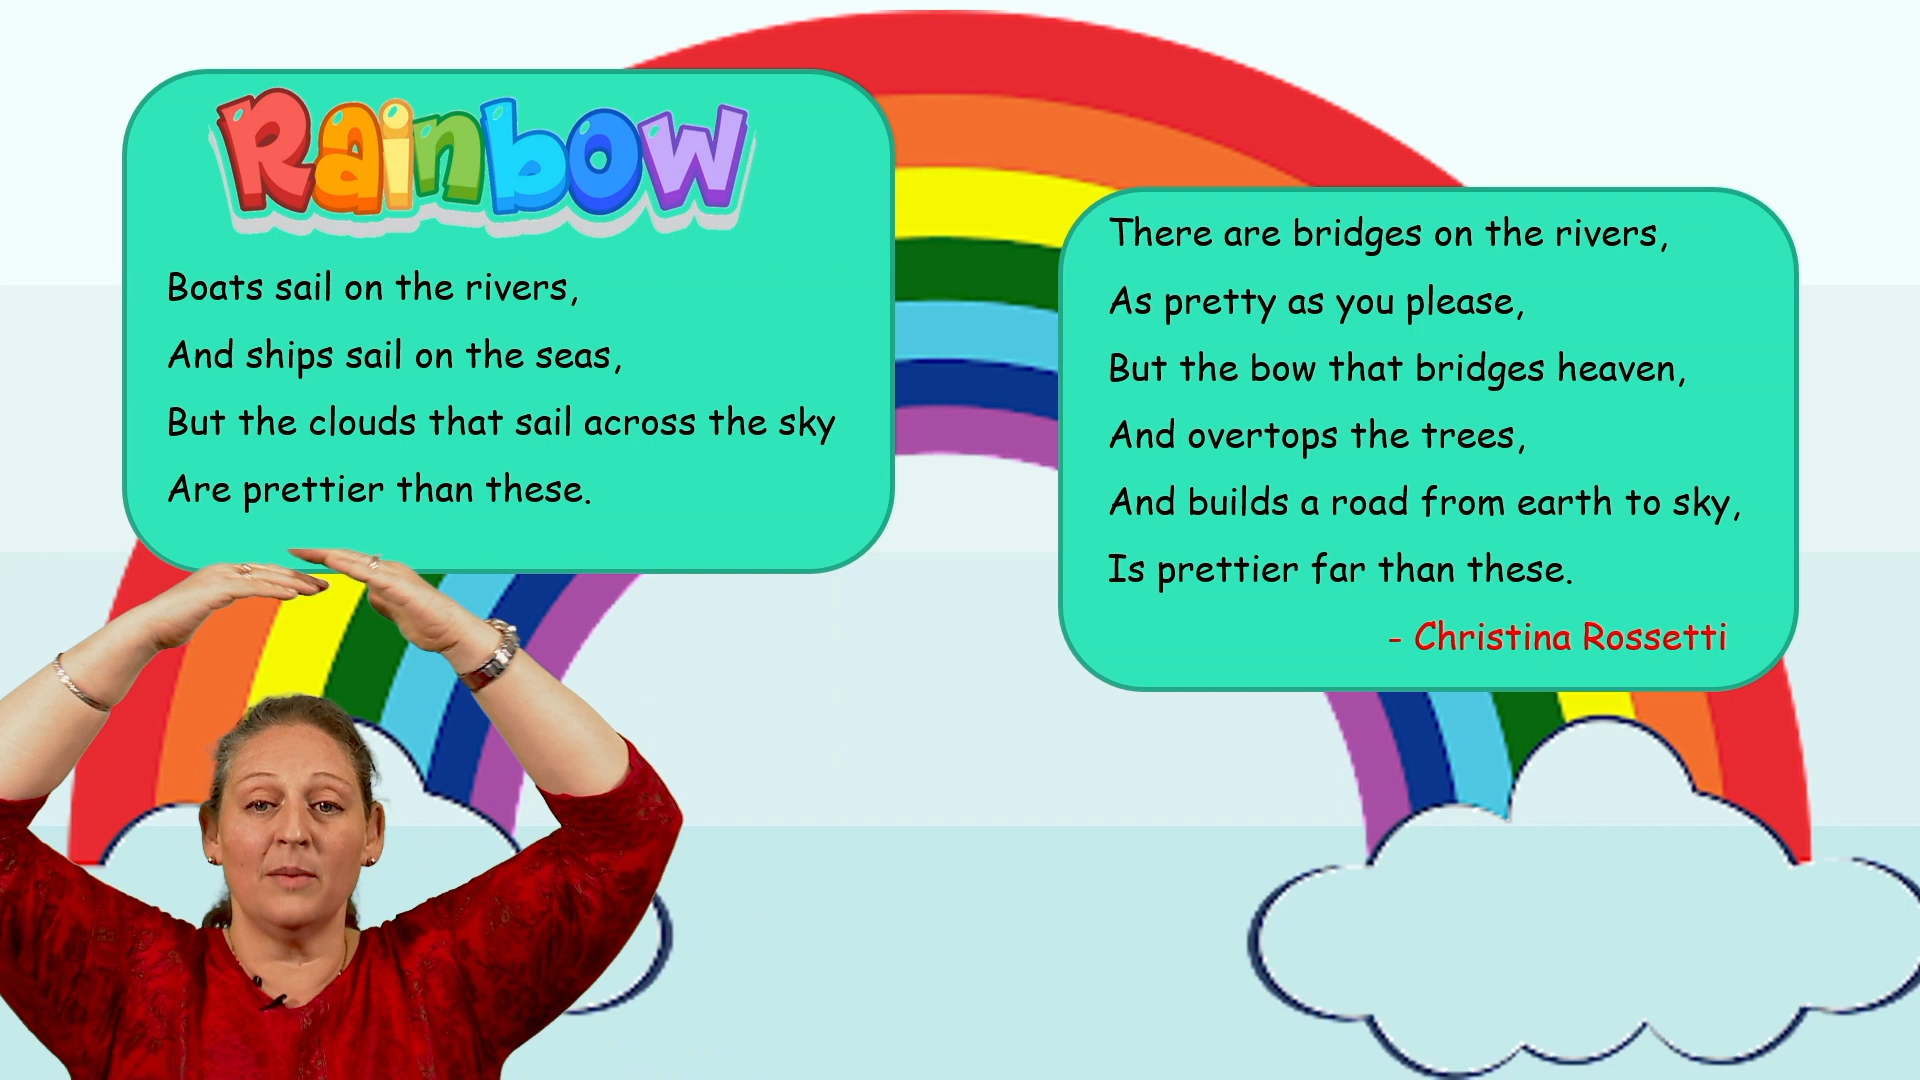 Rainbow
Boats sail on the rivers,
And ships sail on the seas,
But the clouds that sail across the sky
Are prettier than these.
There are bridges on the rivers,
As pretty as you please,
But the bow that bridges heaven,
And overtops the trees,
And builds a road from earth to sky,
Is prettier far than these.
- Christina Rossetti